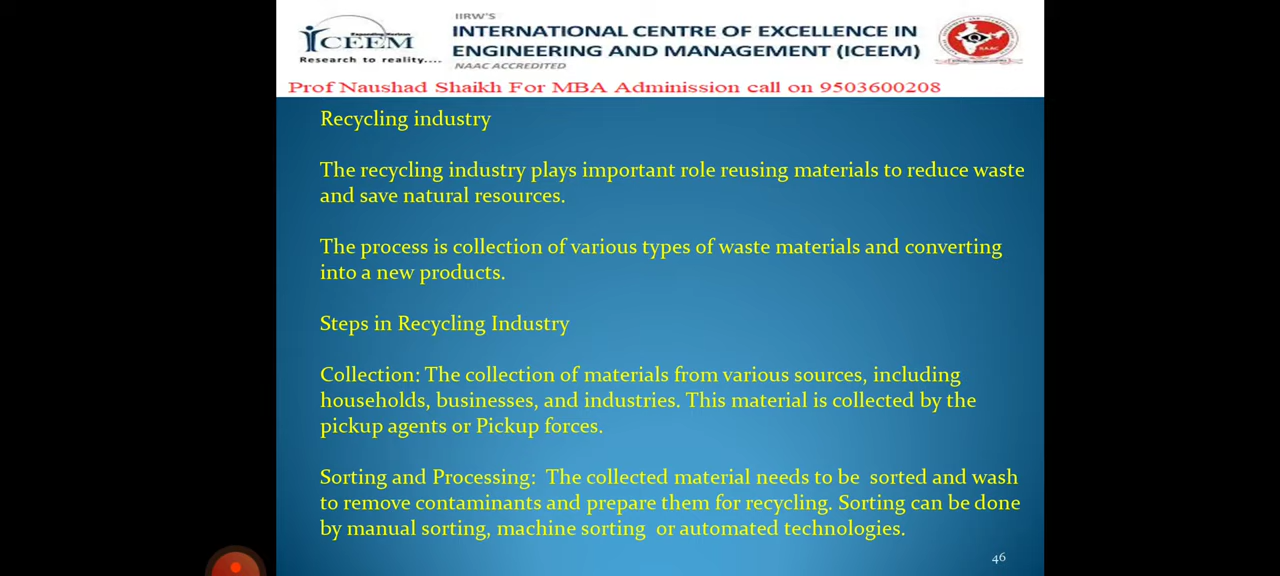 IIRW'S
INTERNATIONAL CENTRE OF EXCELLENCE IN
ENGINEERING AND MANAGEMENT (ICEEM)
NAAC ACCREDITED
ICEEM
Research to reality....
NAAC
Prof Naushad Shaikh For MBA Adminission call on 9503600208
Recycling industry
The recycling industry plays important role reusing materials to reduce waste
and save natural resources.
The process is collection of various types of waste materials and converting
into a new products.
Steps in Recycling Industry
Collection: The collection of materials from various sources, including
households, businesses, and industries. This material is collected by the
pickup agents or Pickup forces.
Sorting and Processing:  The collected material needs to be  sorted and wash
to remove contaminants and prepare them for recycling. Sorting can be done
by manual sorting, machine sorting  or automated technologies.
46